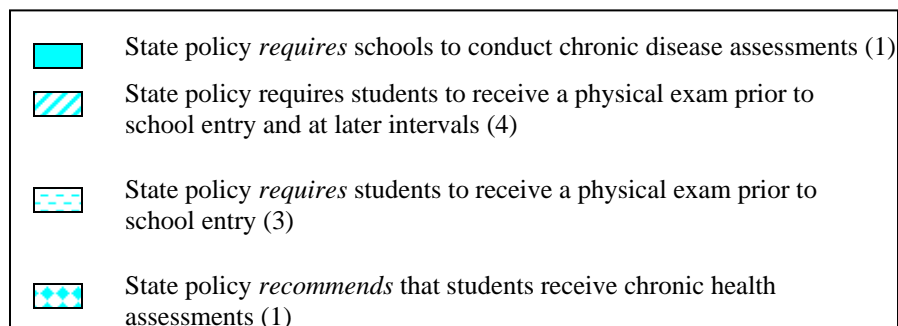 State policy requires schools to conduct chronic disease assessments (1)
State policy requires students to receive a physical exam prior to
school entry and at later intervals (4)
State policy requires students to receive a physical exam prior to
school entry (3)
State policy recommends that students receive chronic health
assessments (1)